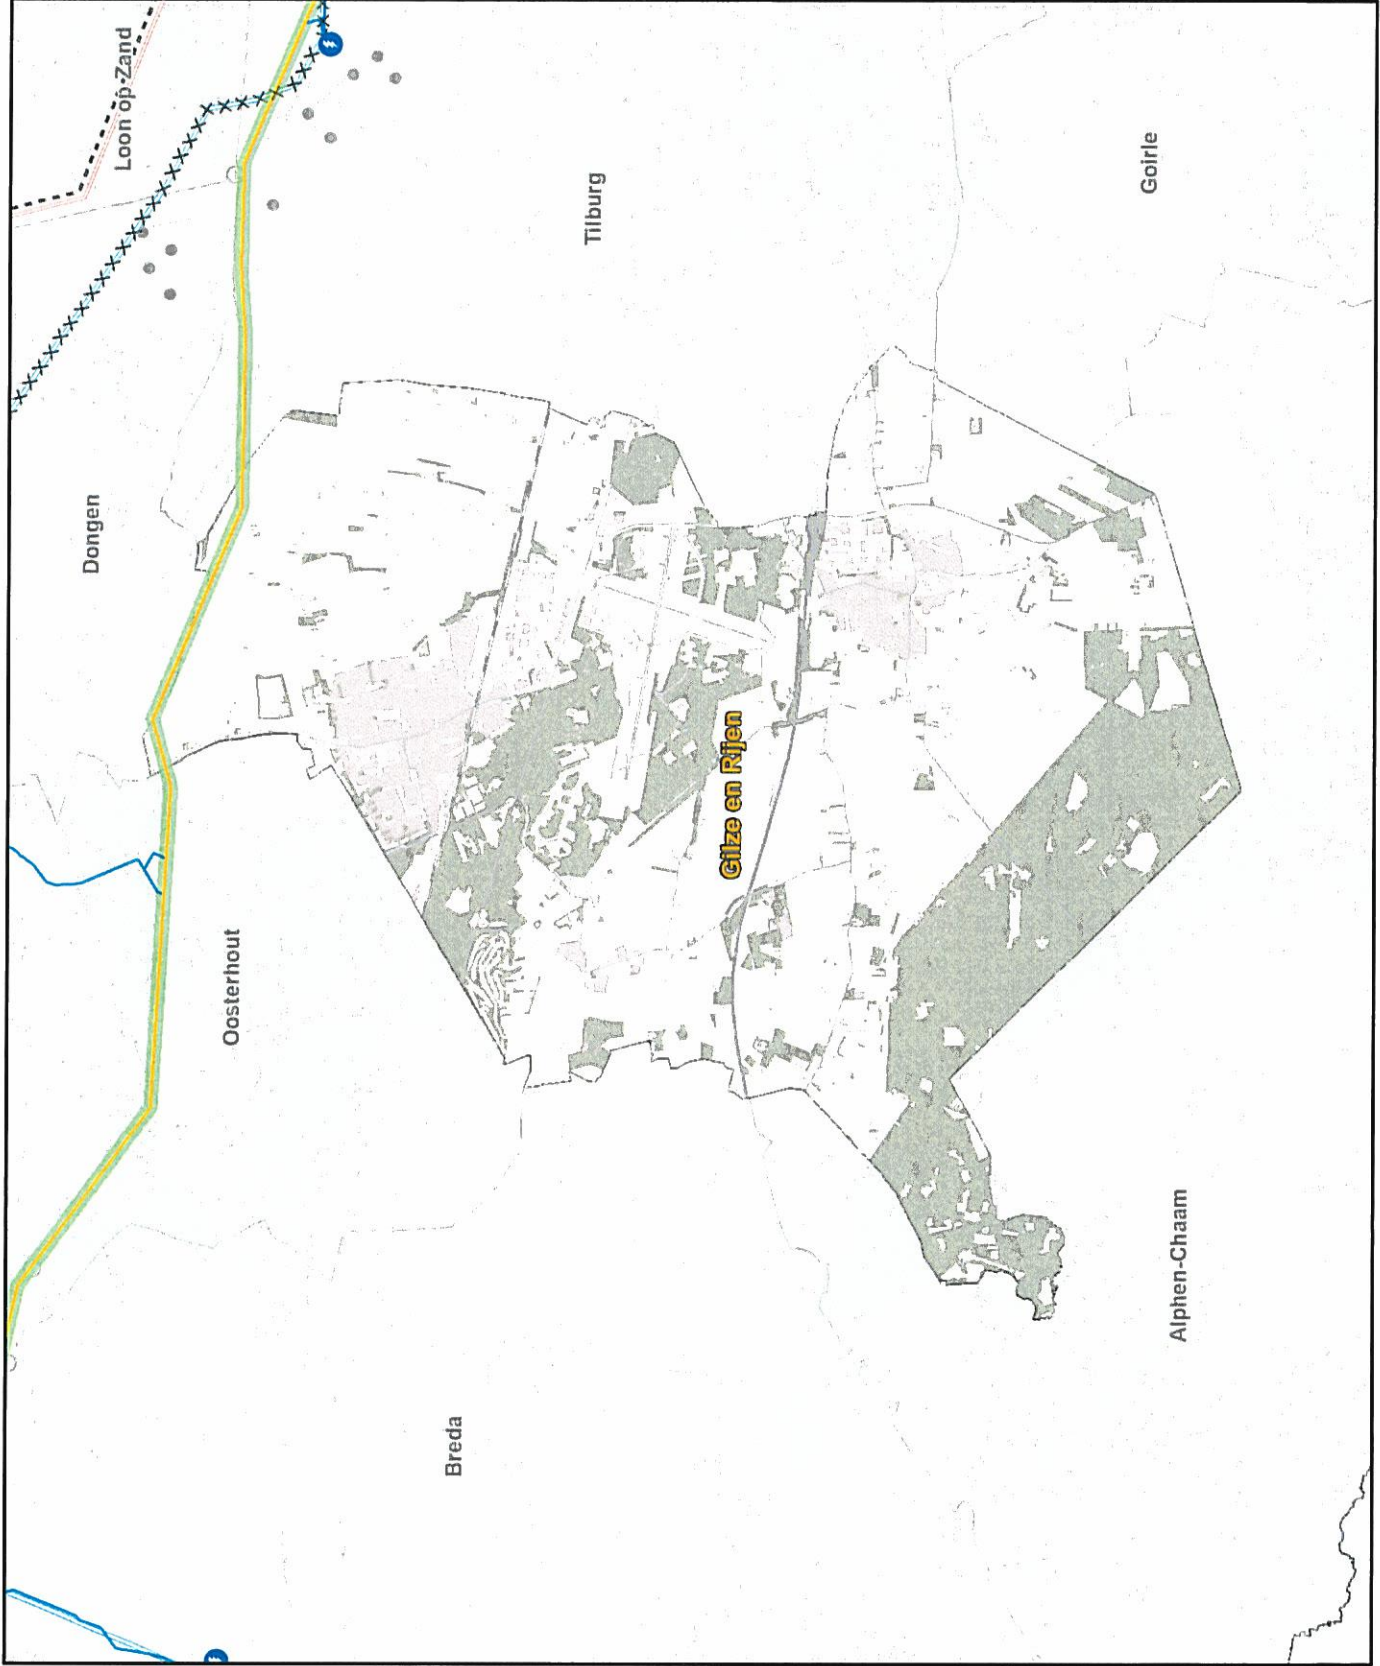 Loon op Zand
Dongen
Tilburg
Goirle
Oosterhout
Gilze en Rijen
Breda
Alphen-Chaam